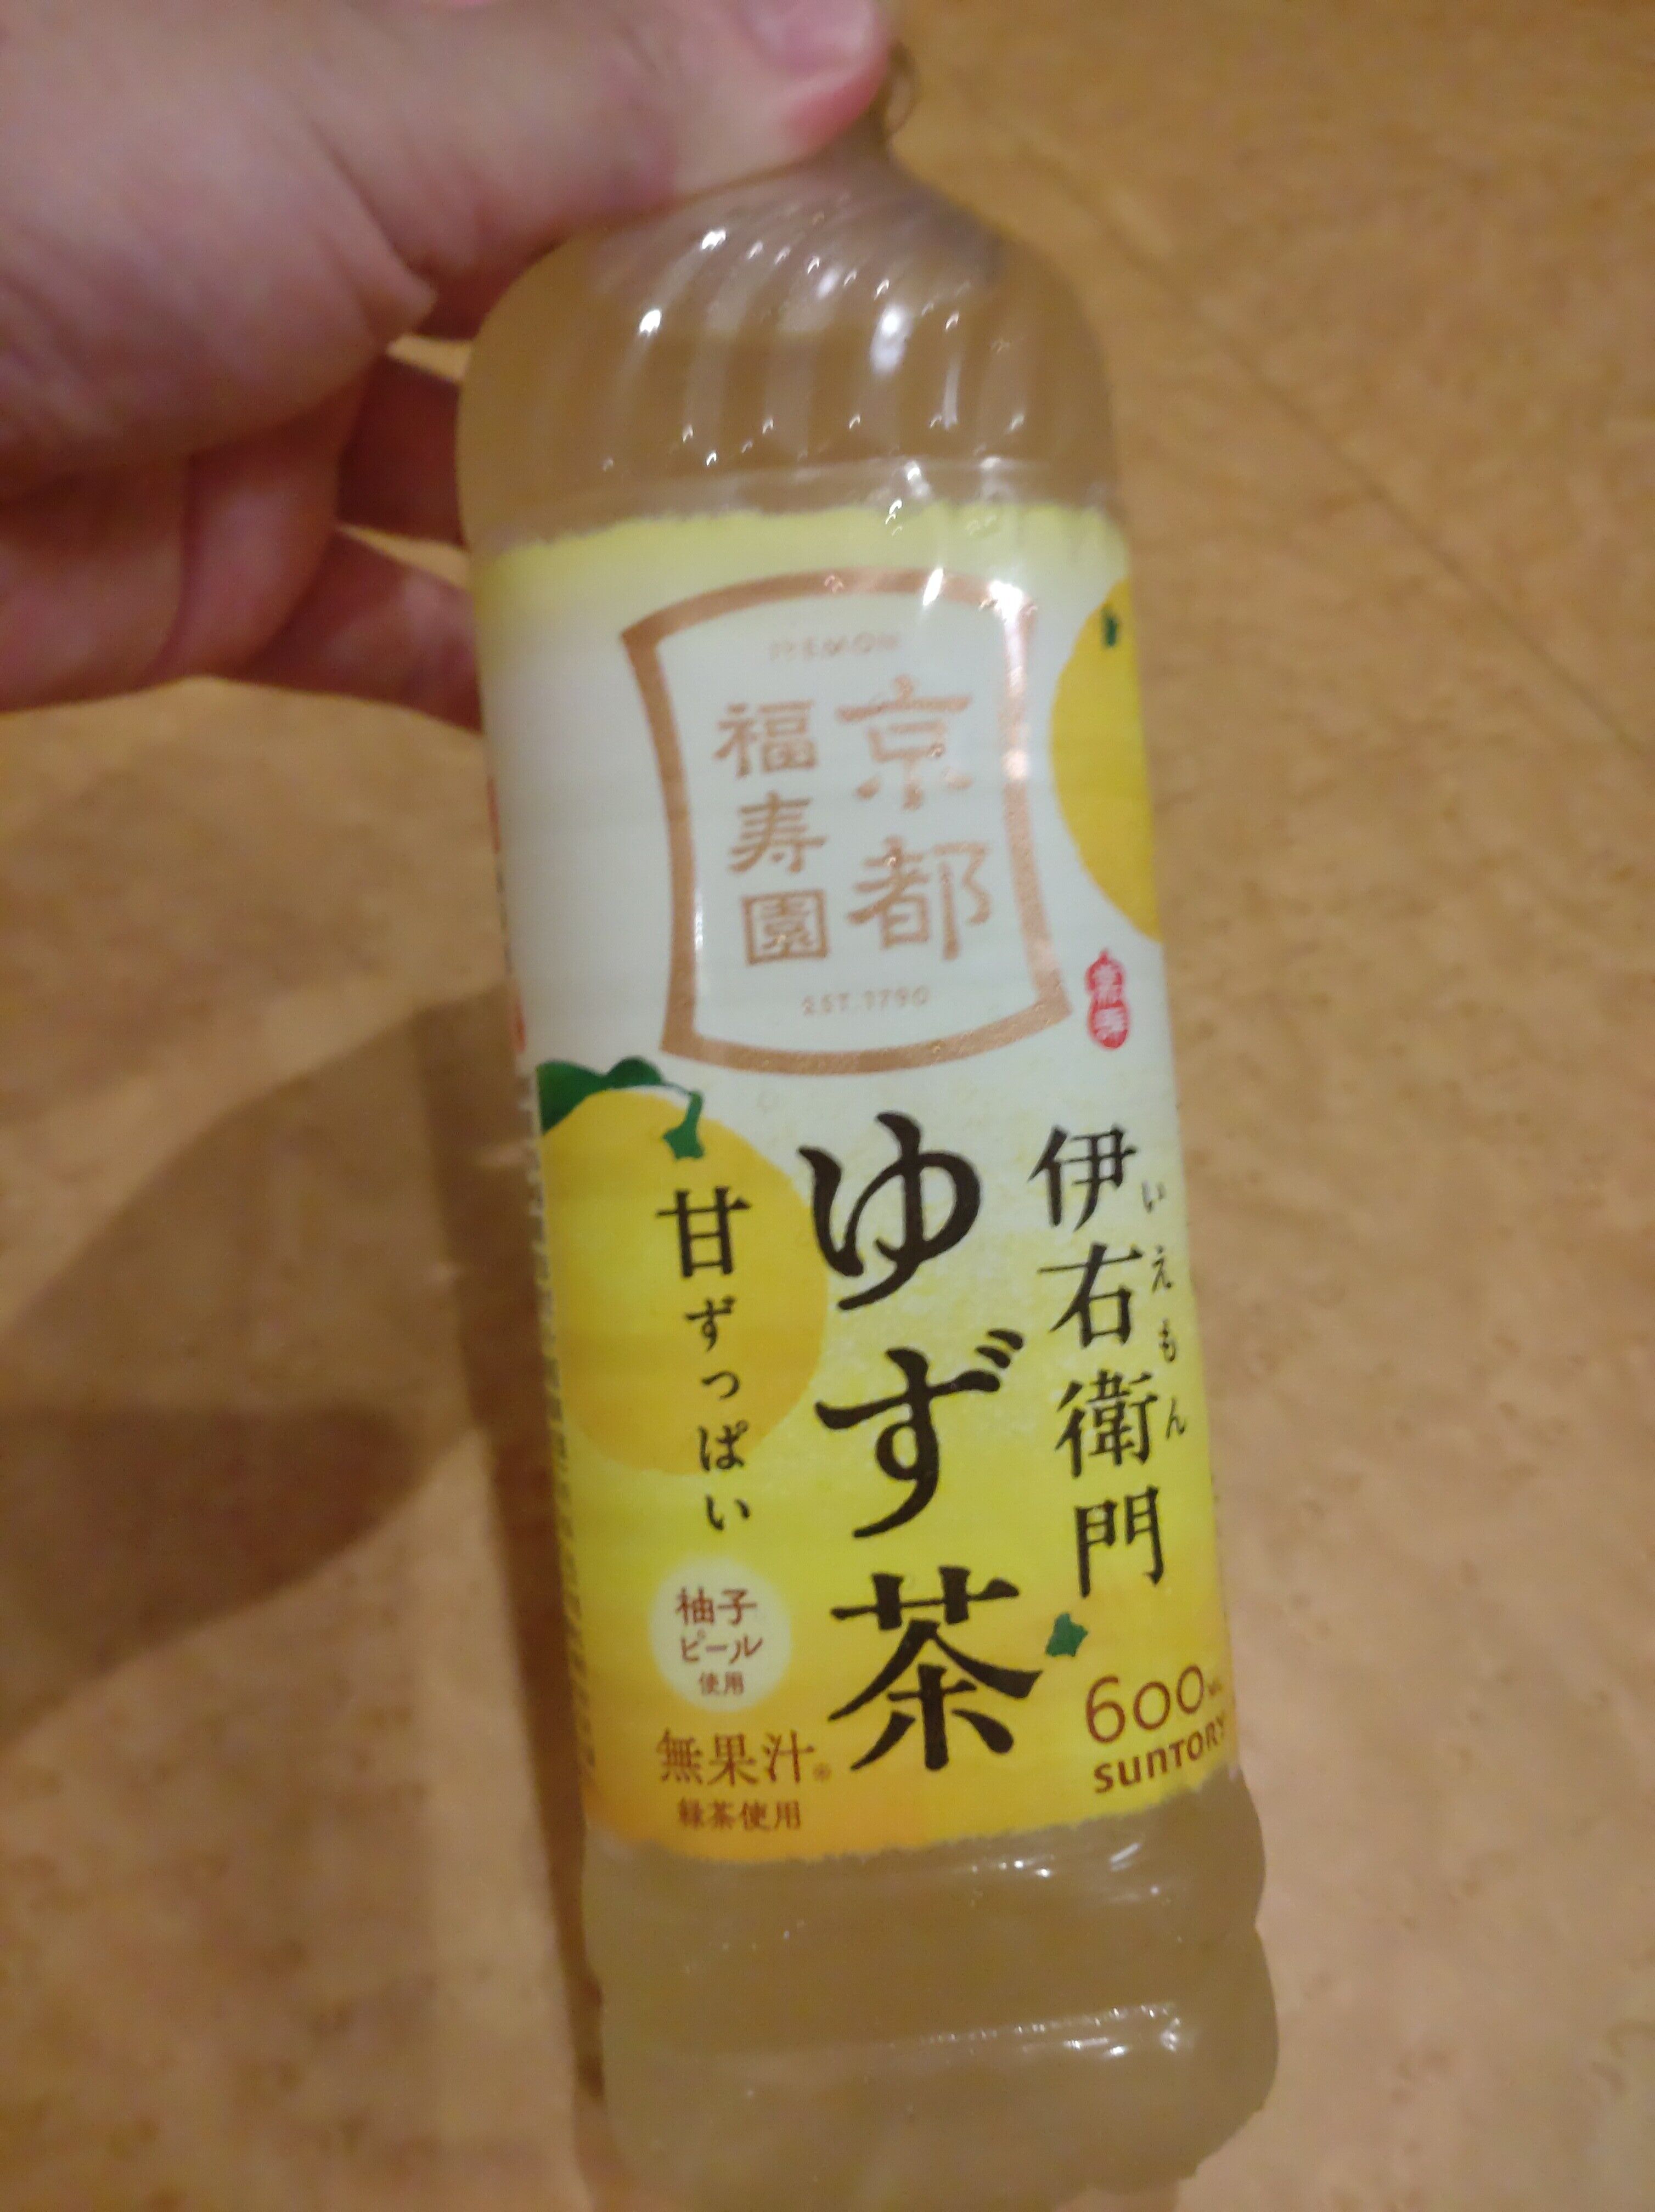 IYEMON
京都
福寿園
EST.1790
伊右衛門
いえもん
ゆず茶
甘ずっぱい
柚子
ピール
使用
無果汁
緑茶使用
600ML
SUNTORY